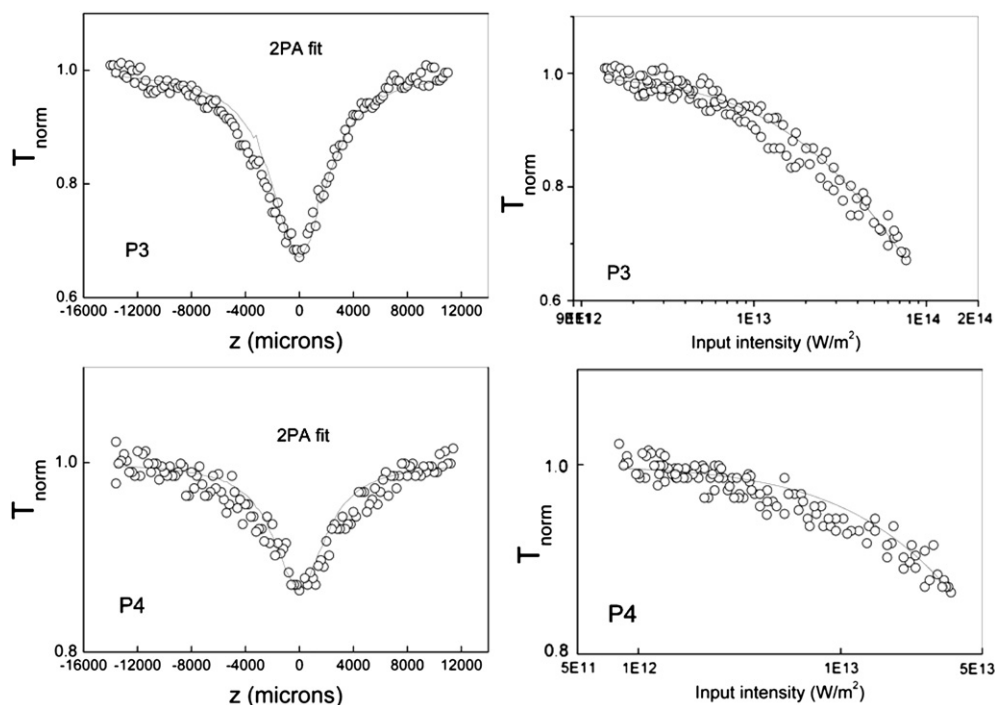 2PA fit
1.0
0.8
0.6
T norm
P3
-16000 -12000 -8000 -4000 0 4000 8000 12000
z (microns)
1.0
0.8
0.6
T norm
P3
1E13 1E14 2E14
Input intensity (W/m²)
2PA fit
1.0
0.8
T norm
P4
-16000 -12000 -8000 -4000 0 4000 8000 12000
z (microns)
1.0
0.8
T norm
P4
5E11 1E12 1E13 5E13
Input intensity (W/m²)